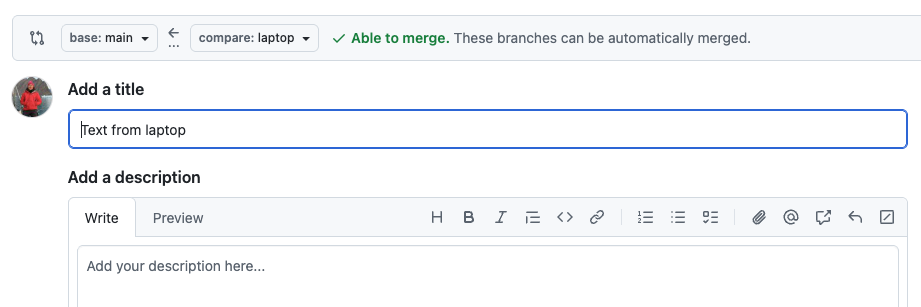 base: main compare: laptop Able to merge. These branches can be automatically merged.
Add a title
Text from laptop
Add a description
Write Preview
Add your description here...